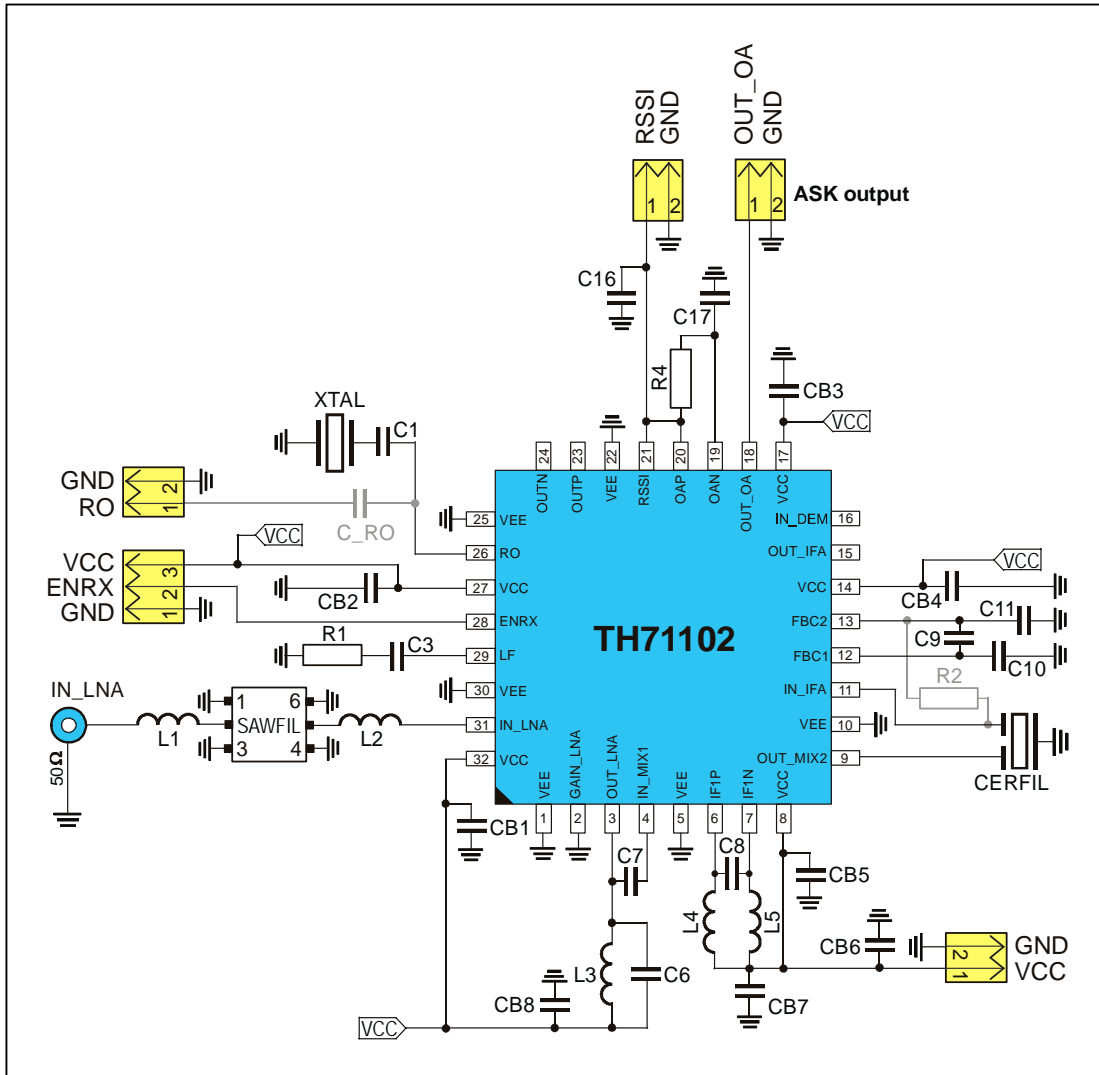 RSSI
GND
OUT_OA
GND
1
2
1
2
ASK output
C16
C17
R4
CB3
VCC
XTAL
C1
24
23
22
21
20
19
18
17
OUTN
OUTP
VEE
RSSI
OAP
OAN
OUT_OA
VCC
GND
RO
2
1
C_RO
25
VEE
IN_DEM
16
VCC
26
RO
OUT_IFA
15
VCC
VCC
ENRX
GND
3
2
1
CB2
27
VCC
VCC
14
CB4
C11
28
ENRX
FBC2
13
C9
TH71102
R1
C3
29
LF
FBC1
12
C10
IN_LNA
30
VEE
IN_IFA
11
R2
1
6
SAWFIL
3
4
L1
L2
31
IN_LNA
VEE
10
50Ω
32
VCC
OUT_MIX2
9
CERFIL
VEE
GAIN_LNA
OUT_LNA
IN_MIX1
VEE
IF1P
IF1N
VCC
1
2
3
4
5
6
7
8
CB1
C7
C8
CB5
L4
L5
CB6
2
1
GND
VCC
L3
C6
CB8
CB7
VCC